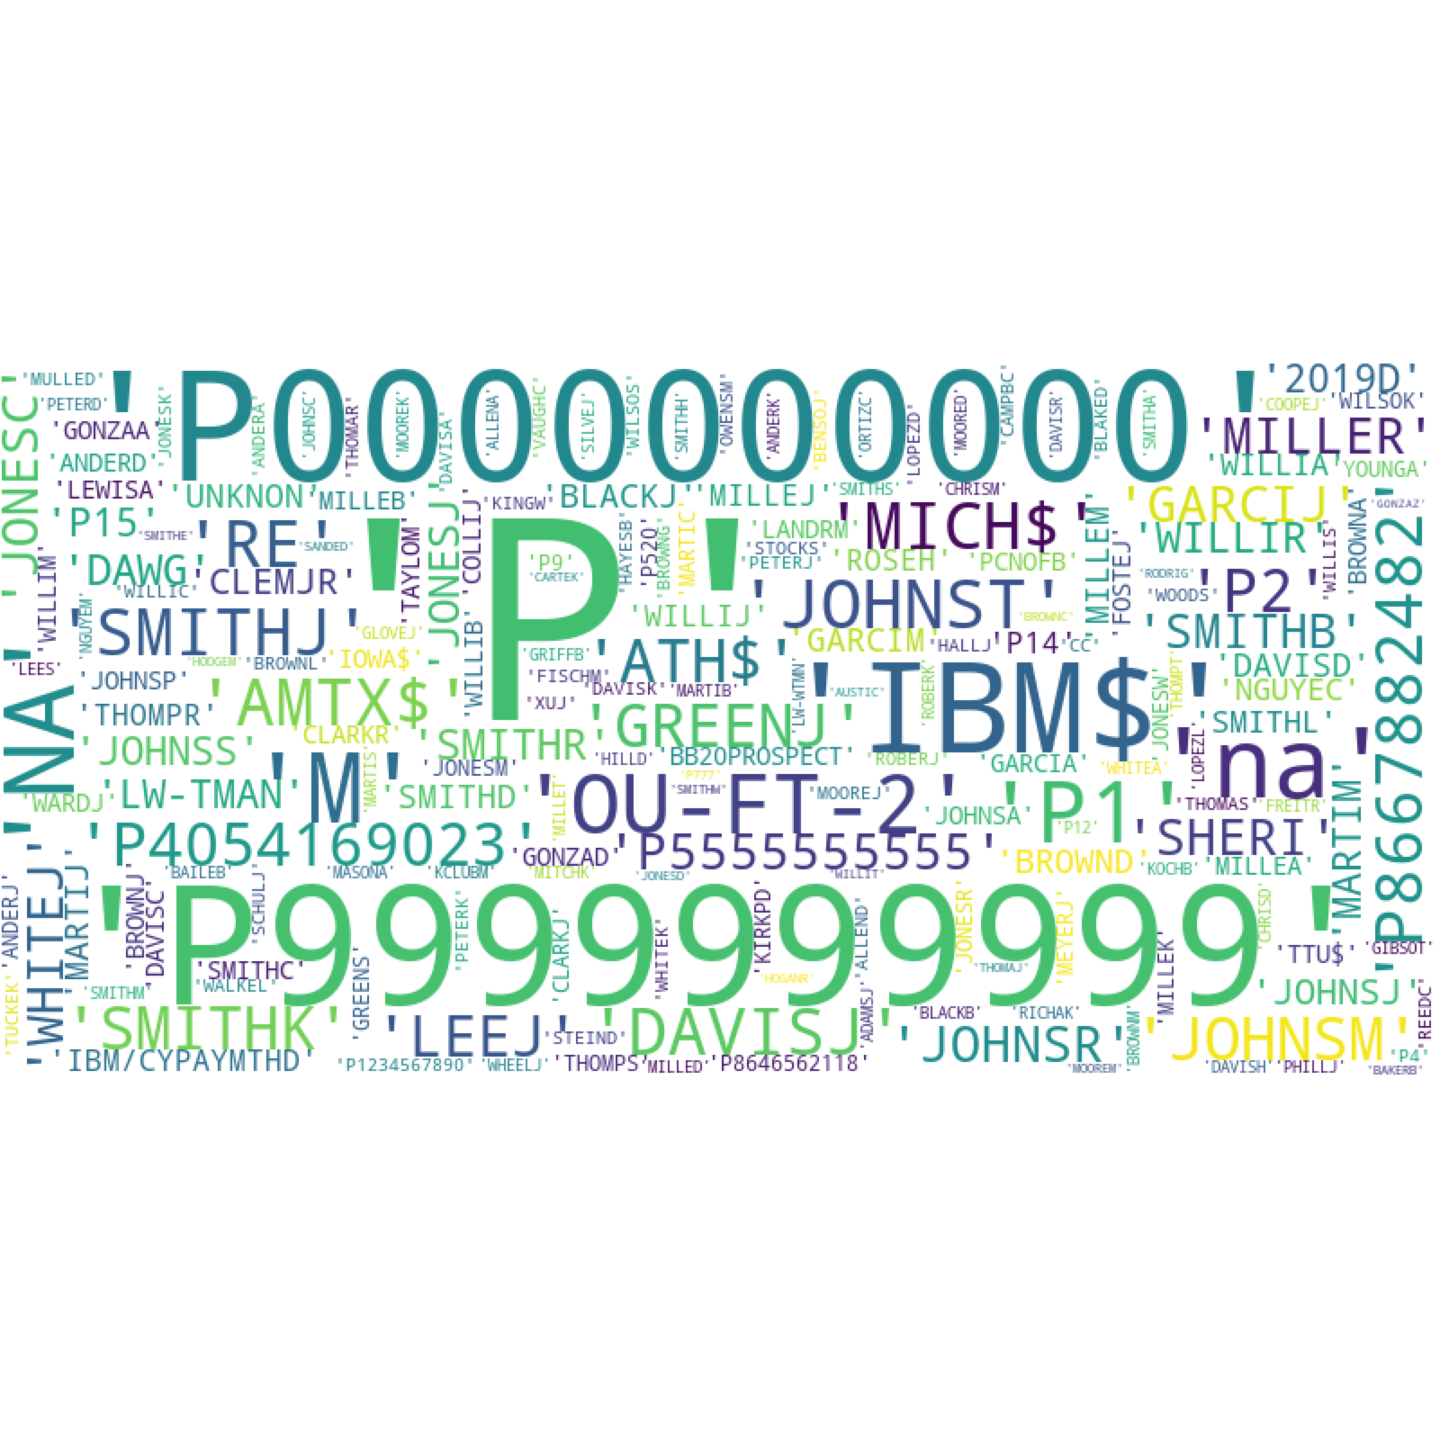 'MULLED'
'PETERD'
'GONZAA'
'ANDERD'
'LEWISA'
'P15'
'SMITHE'
'DAWG'
'WILLIC'
'JONESC'
'JONESK'
'P0000000000'
'ANDERA'
'JOHNSC'
'THOMAR'
'MOOREK'
'DAVISA'
'ALLENA'
'VAUGHC'
'SILVEJ'
'WILSOS'
'SMITHH'
'OWENSM'
'ANDERK'
'BENSOJ'
'ORTIZC'
'LOPEZD'
'MOORED'
'CAMPBC'
'DAVISR'
'BLAKED'
'SMITHA'
'2019D'
'COOPEJ'
'WILSOK'
'MILLER'
'WILLIA'
'YOUNGA'
'UNKNON'
'MILLEB'
'KINGW'
'BLACKJ'
'MILLEJ'
'SMITHS'
'CHRISM'
'GARCIJ'
'GONZAZ'
'RE'
'SANDED'
'CLEMJR'
'TAYLOM'
'JONESJ'
'COLLIJ'
'P'
'P9'
'CARTEK'
'HAYESB'
'P520'
'BROWNG'
'MARTIC'
'LANDRM'
'STOCKS'
'PETERJ'
'MICH$'
'ROSEH'
'PCNOFB'
'MILLEM'
'FOSTEJ'
'WILLIR'
'RODRIG'
'WOODS'
'P2'
'WILLIS'
'BROWNA'
'P8667882482'
'WILLIM'
'NGUYEM'
'SMITHJ'
'GLOVEJ'
'LEES'
'HODGEM'
'BROWNL'
'IOWA$'
'WILLIB'
'GRIFFB'
'FISCHM'
'XUJ'
'WILLIJ'
'ATH$'
'DAVISK'
'MARTIB'
'JOHNST'
'BROWNC'
'GARCIM'
'HALLJ'
'P14'
'CC'
'SMITHB'
'DAVISD'
'NGUYEC'
'SMITHL'
'NA'
'JOHNSP'
'THOMPR'
'AMTX$'
'CLARKR'
'JOHNSS'
'SMITHR'
'GREENJ'
'LW-WTMN'
'AUSTIC'
'ROBERK'
'IBM$'
'JONESW'
'THOMPT'
'LOPEZL'
'na'
'M'
'MARTIS'
'JONESM'
'HILLD'
'BB20PROSPECT'
'ROBERJ'
'GARCIA'
'WHITEA'
'WARDJ'
'LW-TMAN'
'SMITHD'
'MILLET'
'OU-FT-2'
'P777'
'SMITHW'
'MOOREJ'
'JOHNSA'
'P1'
'P12'
'THOMAS'
'FREITR'
'SHERI'
'MARTIM'
'P4054169023'
'GONZAD'
'P5555555555'
'BROWND'
'KOCHB'
'MILLEA'
'BAILEB'
'MASONA'
'KCLUBM'
'MITCHK'
'JONESD'
'WILLIT'
'ANDERJ'
'WHITEJ'
'MARTIJ'
'BROWNJ'
'DAVISC'
'SCHULJ'
'P9999999999'
'PETERK'
'CLARKJ'
'WHITEK'
'KIRKPD'
'ALLEND'
'JONESR'
'MEYERJ'
'MILLEK'
'CHRISD'
'TTU$'
'GIBSOT'
'TUCKEK'
'SMITHC'
'WALKEL'
'SMITHM'
'GREENS'
'HOGANR'
'THOMAJ'
'JOHNSJ'
'REEDC'
'SMITHK'
'LEEJ'
'STEIND'
'DAVISJ'
'ADAMSJ'
'BLACKB'
'RICHAK'
'JOHNSR'
'BROWNM'
'JOHNSM'
'P4'
'IBM/CYPAYMTHD'
'P1234567890'
'WHEELJ'
'THOMPS'
'MILLED'
'P8646562118'
'MOOREM'
'DAVISH'
'PHILLJ'
'BAKERB'